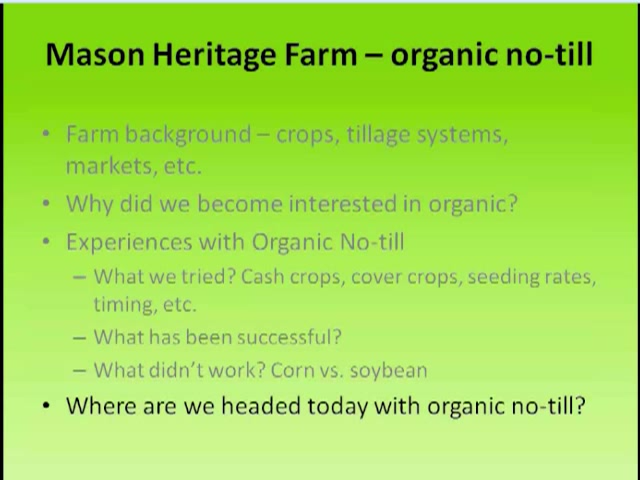 Mason Heritage Farm – organic no-till
• Farm background – crops, tillage systems,
markets, etc.
• Why did we become interested in organic?
• Experiences with Organic No-till
– What we tried? Cash crops, cover crops, seeding rates,
timing, etc.
– What has been successful?
– What didn't work? Corn vs. soybean
• Where are we headed today with organic no-till?